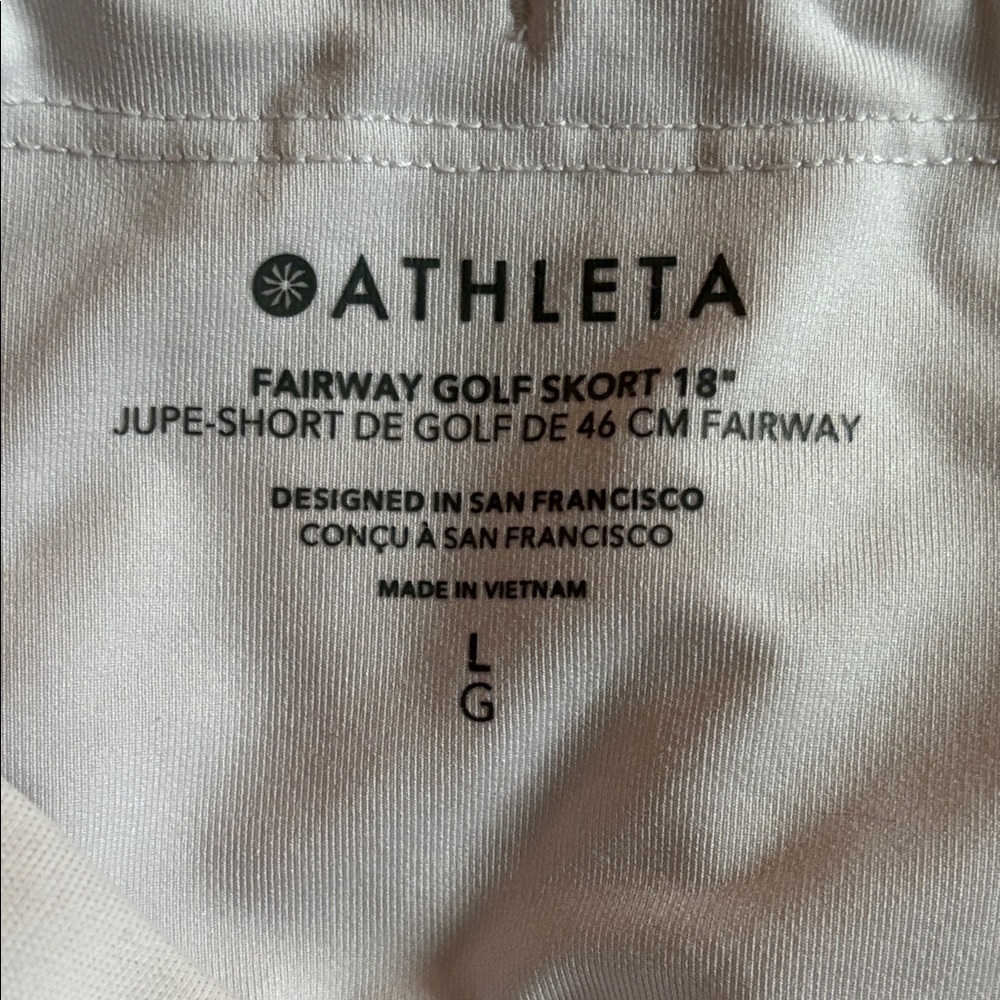 ATHLETA
FAIRWAY GOLF SKORT 18"
JUPE-SHORT DE GOLF DE 46 CM FAIRWAY
DESIGNED IN SAN FRANCISCO
CONÇU À SAN FRANCISCO
MADE IN VIETNAM
L
G